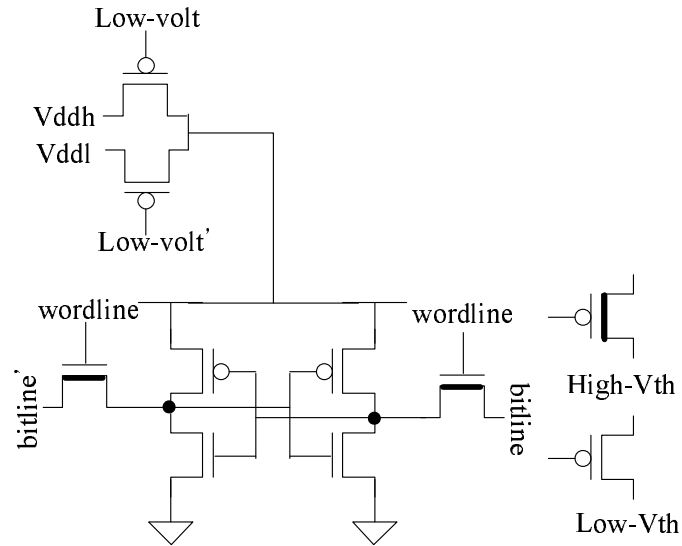 Low-volt
Vddh
Vddl
Low-volt'
wordline
wordline
bitline'
bitline
High-Vth
Low-Vth